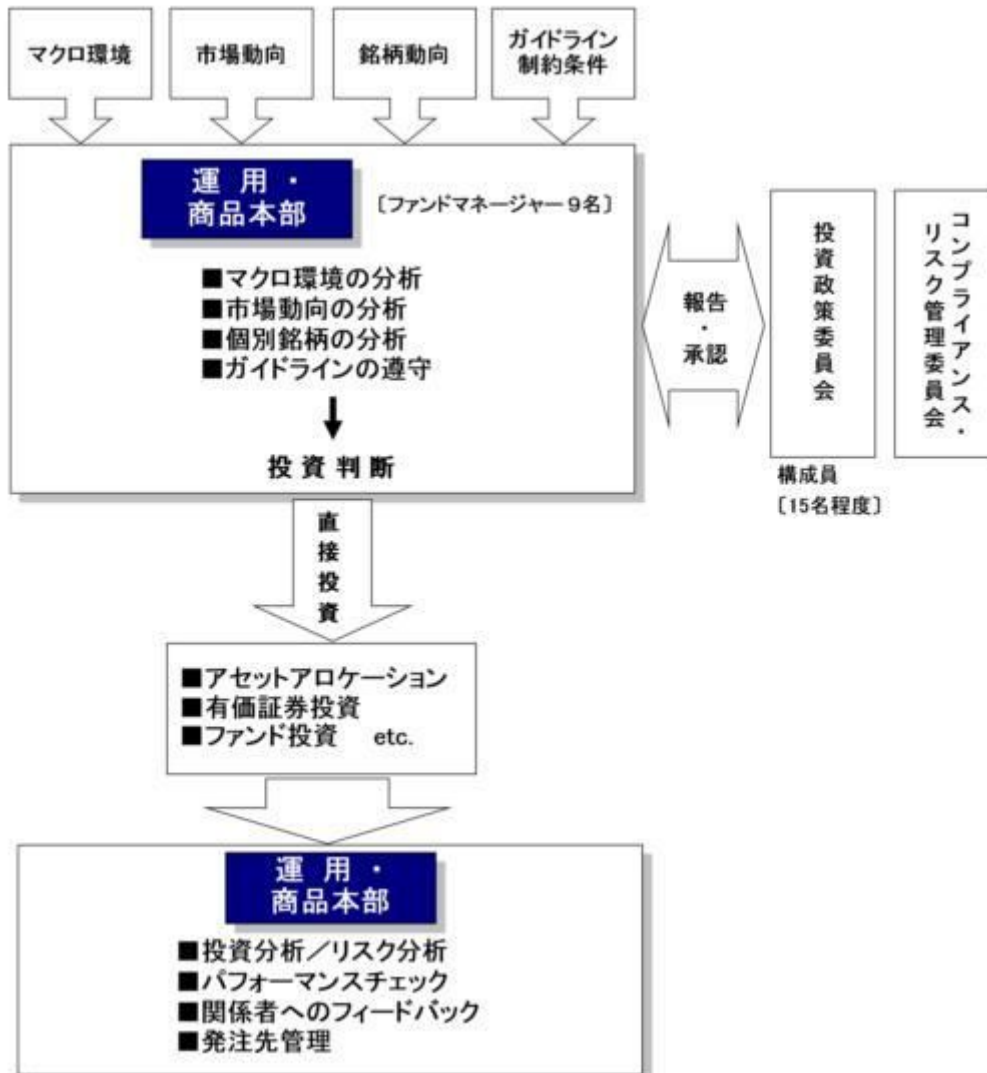 マクロ環境
市場動向
銘柄動向
ガイドライン
制約条件
運 用 ・
商品本部
〔ファンドマネージャー9名〕
■マクロ環境の分析
■市場動向の分析
■個別銘柄の分析
■ガイドラインの遵守
投資判断
報告
・
承認
投資政策委員会
コンプライアンス・
リスク管理委員会
構成員
〔15名程度〕
直接投資
■アセットアロケーション
■有価証券投資
■ファンド投資 etc.
運 用 ・
商品本部
■投資分析／リスク分析
■パフォーマンスチェック
■関係者へのフィードバック
■発注先管理